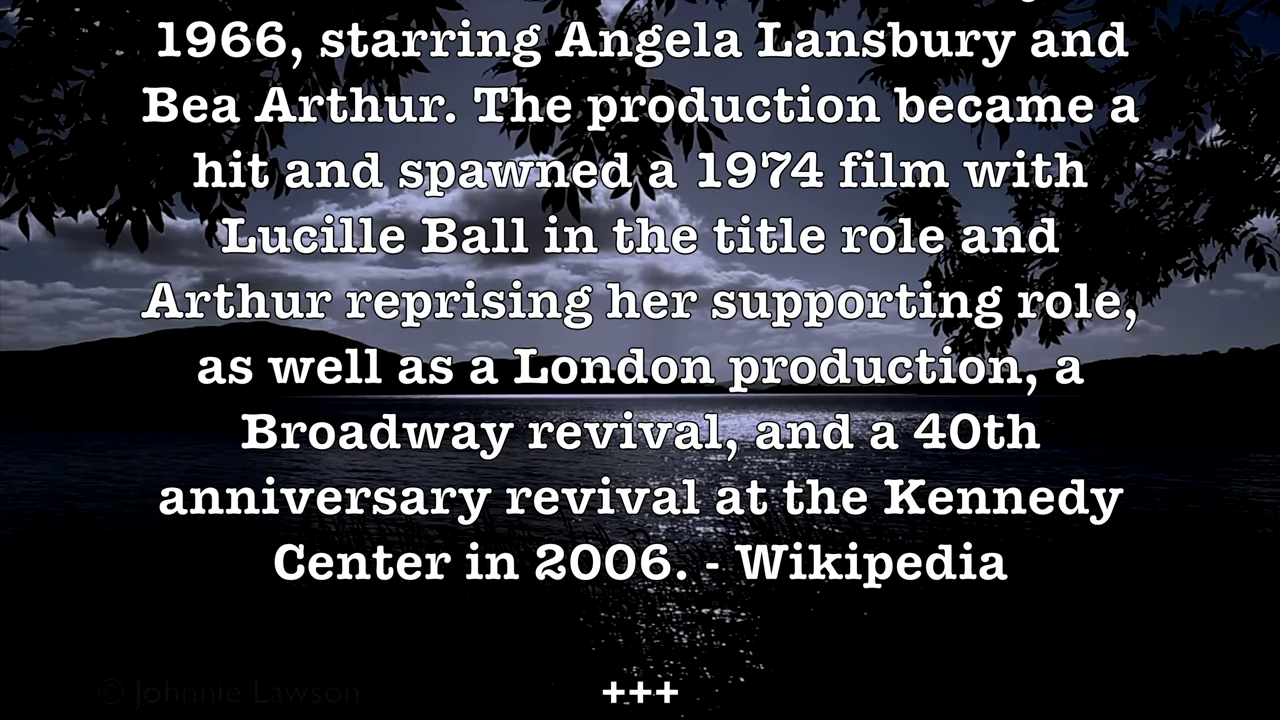 1966, starring Angela Lansbury and
Bea Arthur. The production became a
hit and spawned a 1974 film with
Lucille Ball in the title role and
Arthur reprising her supporting role,
as well as a London production, a
Broadway revival, and a 40th
anniversary revival at the Kennedy
Center in 2006. - Wikipedia
© Johnnie Lawson
+++